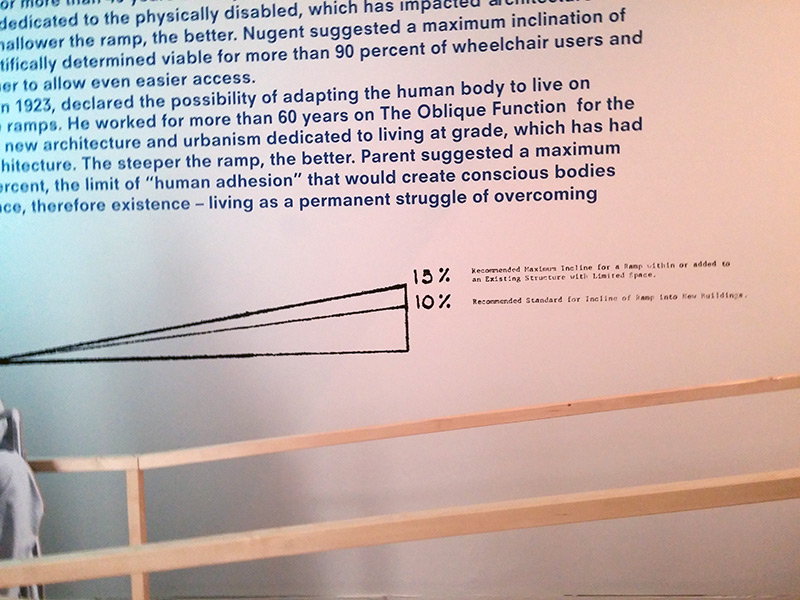 or more than
dedicated to the physically disabled, which has impacted
hallower the ramp, the better. Nugent suggested a maximum inclination of
tifically determined viable for more than 90 percent of wheelchair users and
er to allow even easier access.
n 1923, declared the possibility of adapting the human body to live on
ramps. He worked for more than 60 years on The Oblique Function for the
new architecture and urbanism dedicated to living at grade, which has had
hitecture. The steeper the ramp, the better. Parent suggested a maximum
ercent, the limit of “human adhesion” that would create conscious bodies
ce, therefore existence – living as a permanent struggle of overcoming
15% Recommended Maximum Incline for a Ramp within or added to
an Existing Structure with Limited Space.
10% Recommended Standard for Incline of Ramp into New Buildings.